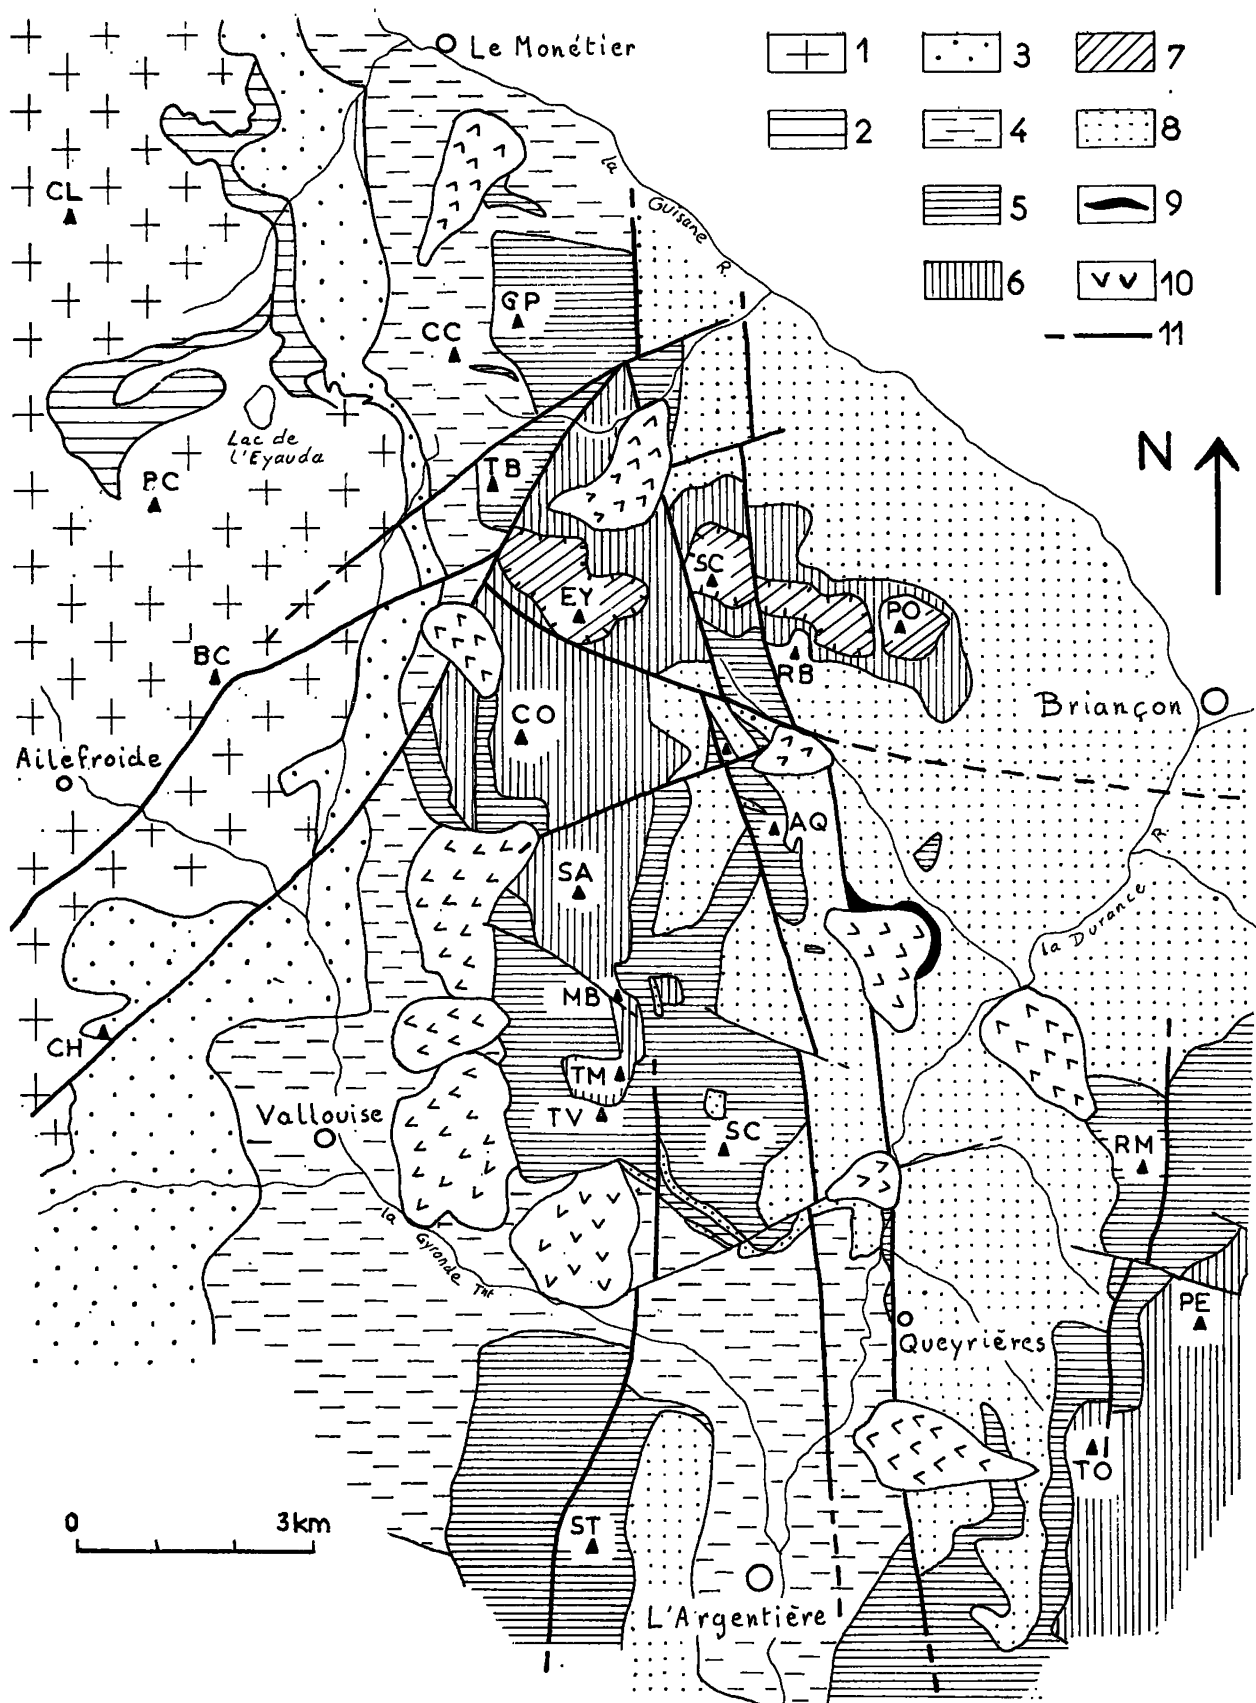 Le Monétier
1
3
7
2
4
8
5
9
6
10
11
la Guisane R.
CL
GP
CC
N
Lac de
l'Eyauda
PC
TB
SC
EY
PO
BC
RB
CO
Briançon
Ailefroide
AQ
R.
SA
la Durance
MB
CH
TM
Vallouise
TV
SC
RM
la Gyronde Tnt
PE
Queyrières
TO
0 3km
ST
L'Argentière